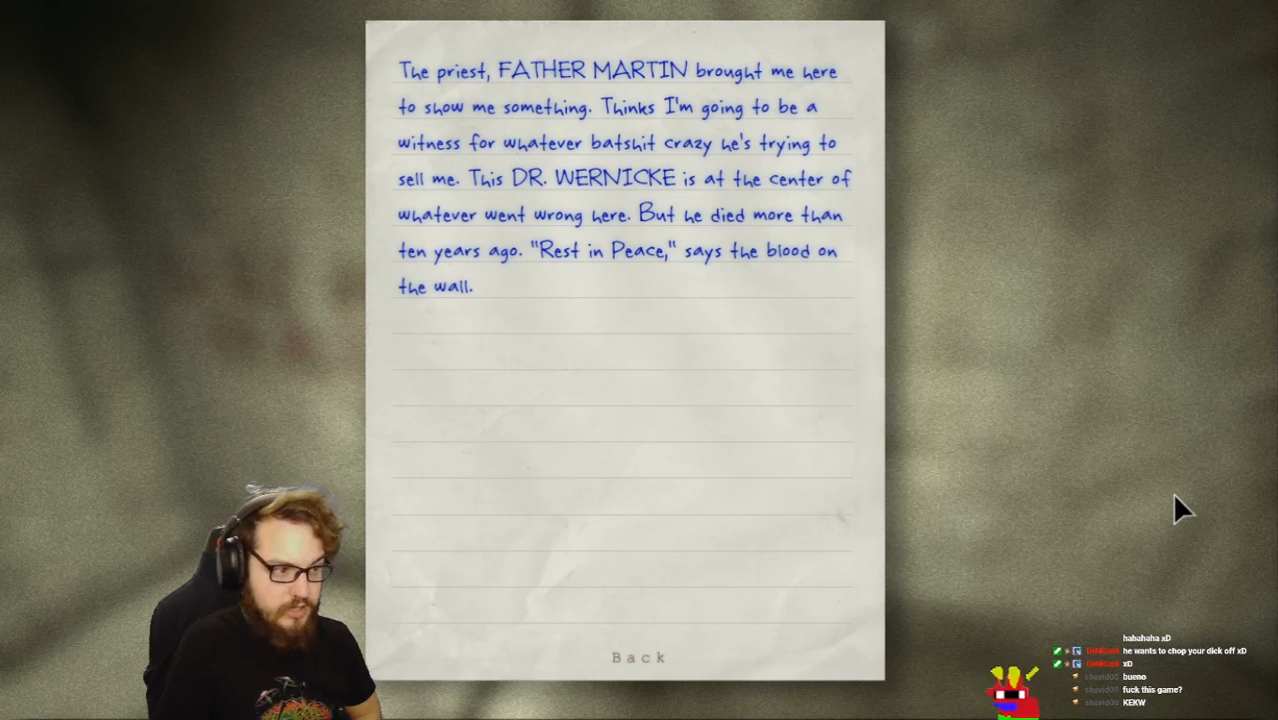 The priest, FATHER MARTIN brought me here
to show me something. Thinks I'm going to be a
witness for whatever batshit crazy he's trying to
sell me. This DR. WERNICKE is at the center of
whatever went wrong here. But he died more than
ten years ago. "Rest in Peace," says the blood on
the wall.
Back
hahahaha xD
he wants to chop your dick off xD
xD
shuvid00 bueno
shuvid00 fuck this game?
shuvid00 KEKW